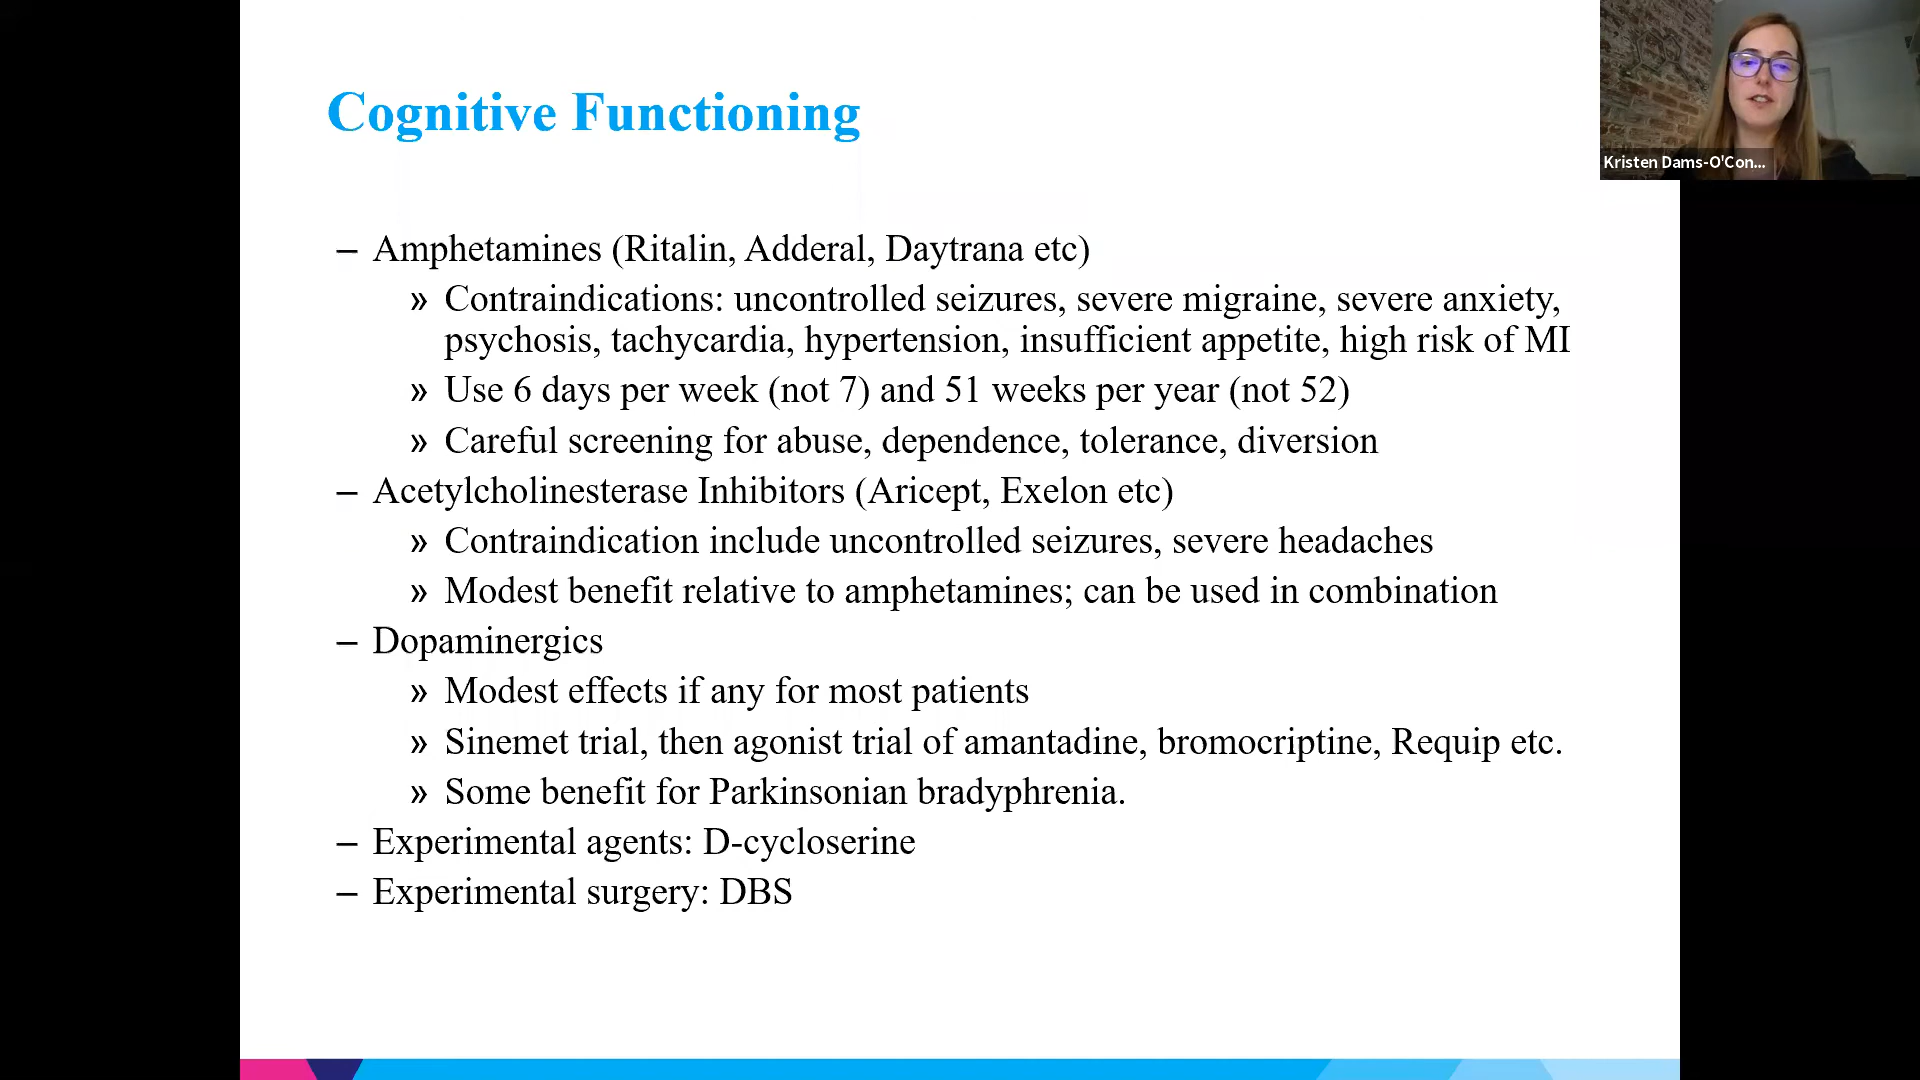 Cognitive Functioning
Kristen Dams-O'Con...
– Amphetamines (Ritalin, Adderal, Daytrana etc)
» Contraindications: uncontrolled seizures, severe migraine, severe anxiety,
psychosis, tachycardia, hypertension, insufficient appetite, high risk of MI
» Use 6 days per week (not 7) and 51 weeks per year (not 52)
» Careful screening for abuse, dependence, tolerance, diversion
– Acetylcholinesterase Inhibitors (Aricept, Exelon etc)
» Contraindication include uncontrolled seizures, severe headaches
» Modest benefit relative to amphetamines; can be used in combination
– Dopaminergics
» Modest effects if any for most patients
» Sinemet trial, then agonist trial of amantadine, bromocriptine, Requip etc.
» Some benefit for Parkinsonian bradyphrenia.
– Experimental agents: D-cycloserine
– Experimental surgery: DBS